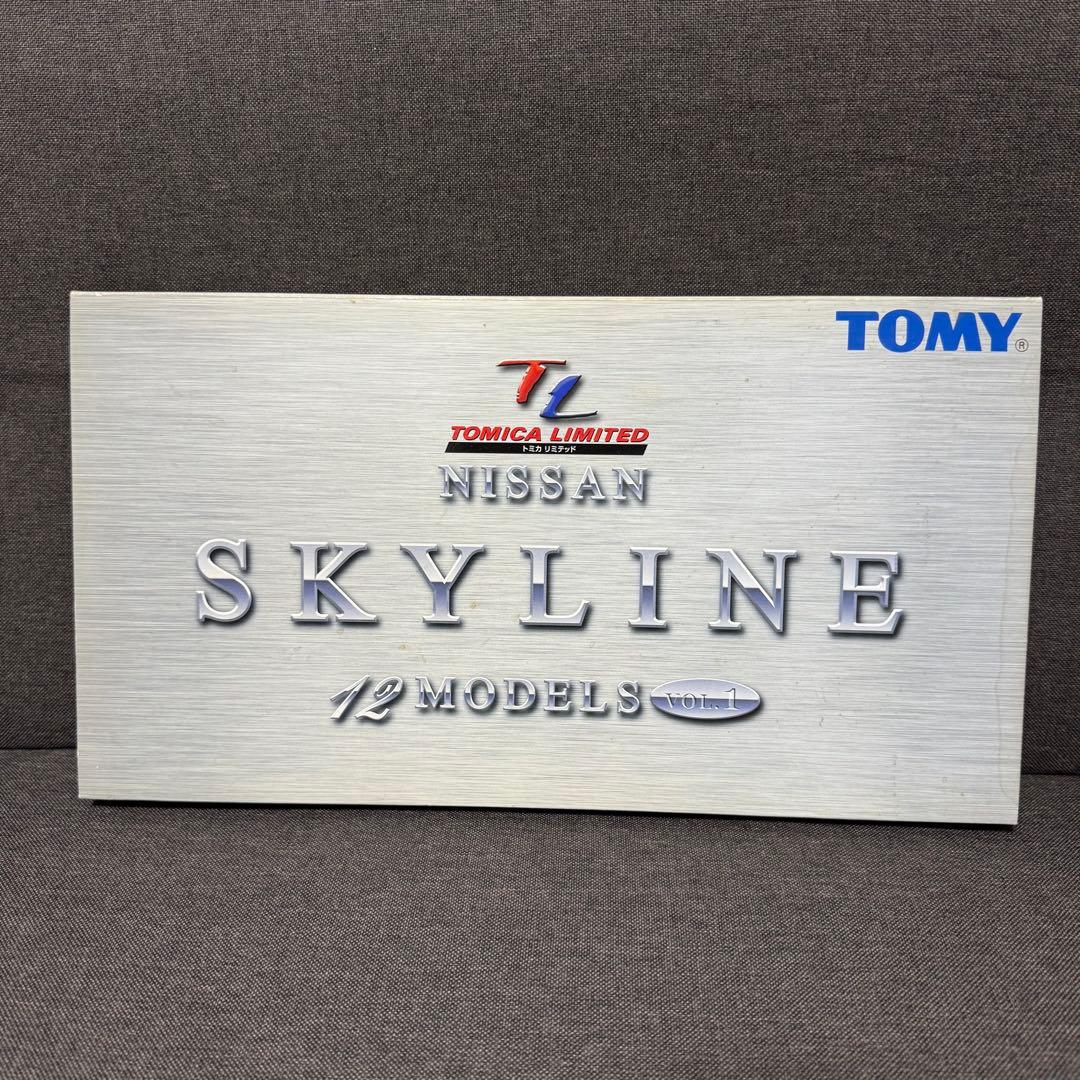 TOMY®
TL
TOMICA LIMITED
トミカ リミテッド
NISSAN
SKYLINE
12 MODELS VOL.1